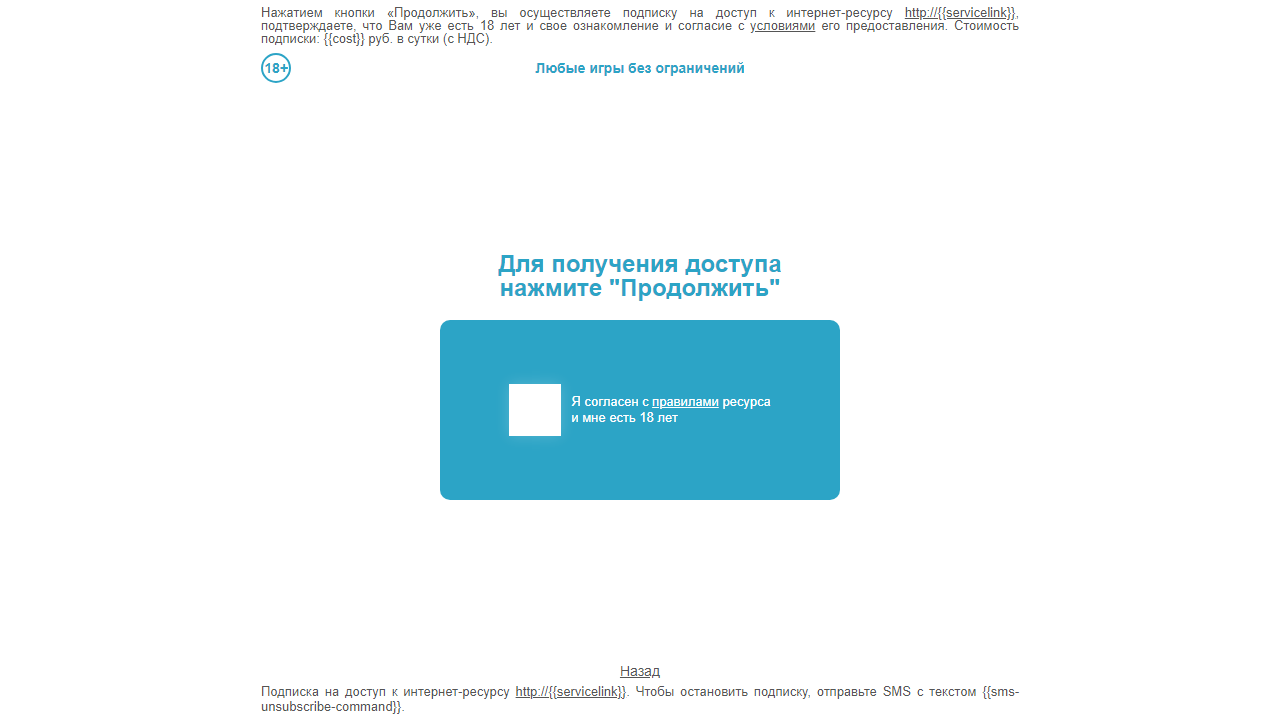 Нажатием кнопки «Продолжить», вы осуществляете подписку на доступ к интернет-ресурсу http://{{servicelink}},
подтверждаете, что Вам уже есть 18 лет и свое ознакомление и согласие с условиями его предоставления. Стоимость
подписки: {{cost}} руб. в сутки (с НДС).
18+
Любые игры без ограничений
Для получения доступа
нажмите "Продолжить"
Я согласен с правилами ресурса
и мне есть 18 лет
Назад
Подписка на доступ к интернет-ресурсу http://{{servicelink}}. Чтобы остановить подписку, отправьте SMS с текстом {{sms-
unsubscribe-command}}.